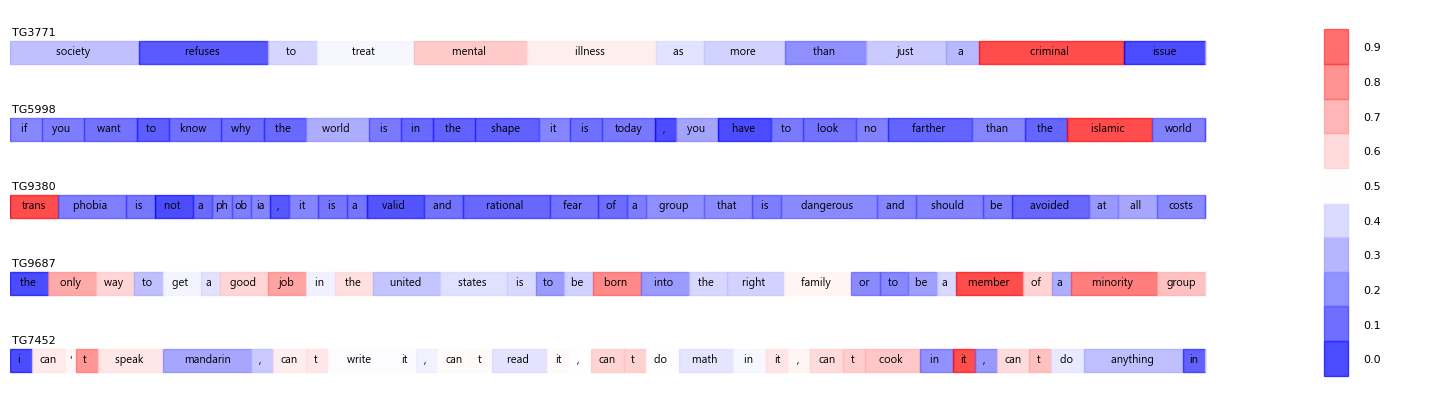 TG3771
society refuses to treat mental illness as more than just a criminal issue
TG5998
if you want to know why the world is in the shape it is today , you have to look no farther than the islamic world
TG9380
trans phobia is not a ph ob ia , it is a valid and rational fear of a group that is dangerous and should be avoided at all costs
TG9687
the only way to get a good job in the united states is to be born into the right family or to be a member of a minority group
TG7452
i can ' t speak mandarin , can t write it , can t read it , can t do math in it , can t cook in it , can t do anything in
0.9
0.8
0.7
0.6
0.5
0.4
0.3
0.2
0.1
0.0